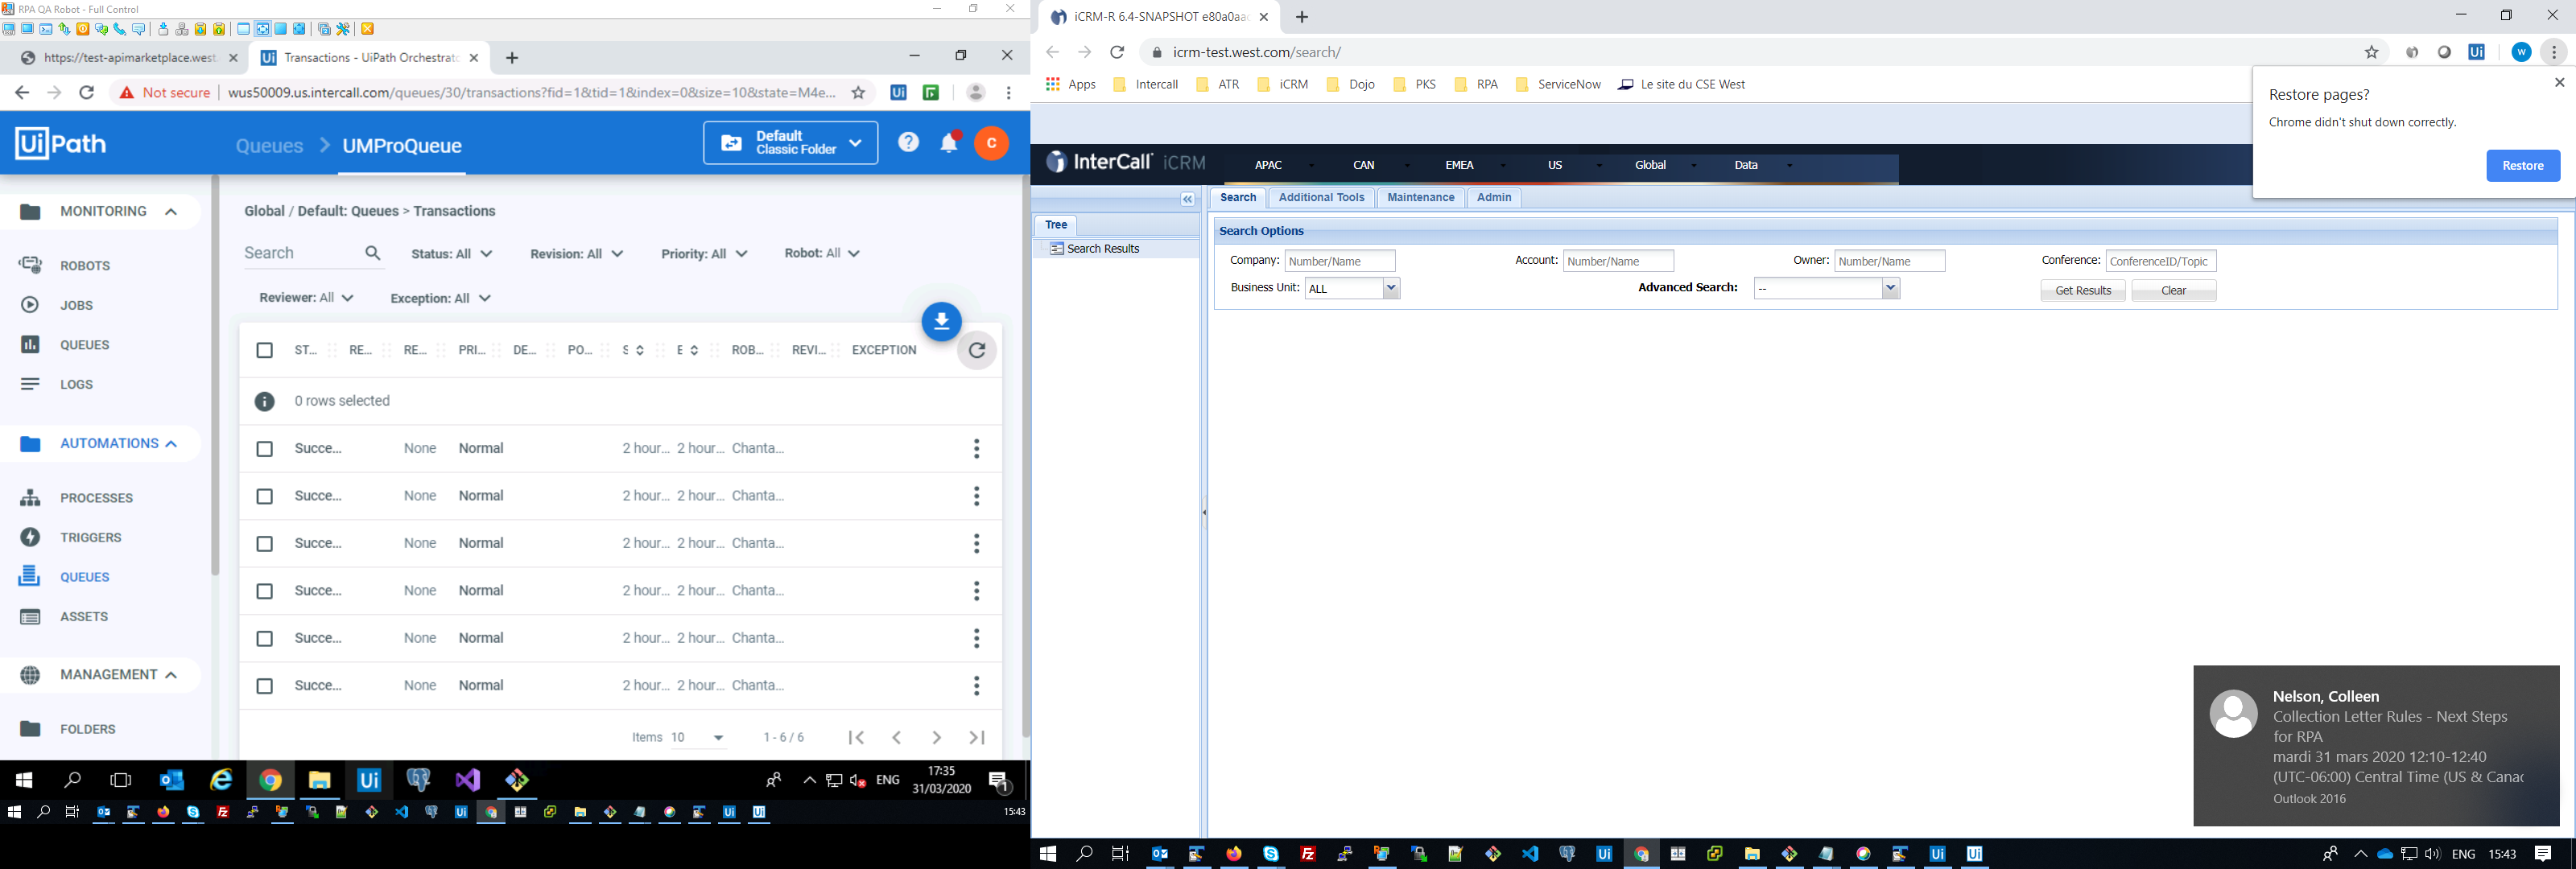 RPA QA Robot - Full Control
https://test-apimarketplace.west
Transactions - UiPath Orchestrato
Not secure
wus50009.us.intercall.com/queues/30/transactions?fid=1&tid=1&index=0&size=10&state=M4e...
UiPath
Queues > UMProQueue
Default
Classic Folder
C
MONITORING
ROBOTS
JOBS
QUEUES
LOGS
AUTOMATIONS
PROCESSES
TRIGGERS
QUEUES
ASSETS
MANAGEMENT
FOLDERS
Global / Default: Queues > Transactions
Search
Status: All
Revision: All
Priority: All
Robot: All
Reviewer: All
Exception: All
ST... RE... RE... PRI... DE... PO... S E ROB... REVI... EXCEPTION
0 rows selected
Succe... None Normal 2 hour... 2 hour... Chanta...
Succe... None Normal 2 hour... 2 hour... Chanta...
Succe... None Normal 2 hour... 2 hour... Chanta...
Succe... None Normal 2 hour... 2 hour... Chanta...
Succe... None Normal 2 hour... 2 hour... Chanta...
Succe... None Normal 2 hour... 2 hour... Chanta...
Items 10 1 - 6 / 6
ENG
17:35
31/03/2020
1
15:43
iCRM-R 6.4-SNAPSHOT e80a0aac
icrm-test.west.com/search/
Apps Intercall ATR iCRM Dojo PKS RPA ServiceNow Le site du CSE West
Restore pages?
Chrome didn't shut down correctly.
Restore
InterCall iCRM
APAC CAN EMEA US Global Data
Search Additional Tools Maintenance Admin
Tree
Search Results
Search Options
Company: Number/Name Account: Number/Name Owner: Number/Name Conference: ConferenceID/Topic
Business Unit: ALL Advanced Search: -- Get Results Clear
Nelson, Colleen
Collection Letter Rules - Next Steps
for RPA
mardi 31 mars 2020 12:10-12:40
(UTC-06:00) Central Time (US & Canac
Outlook 2016
ENG 15:43